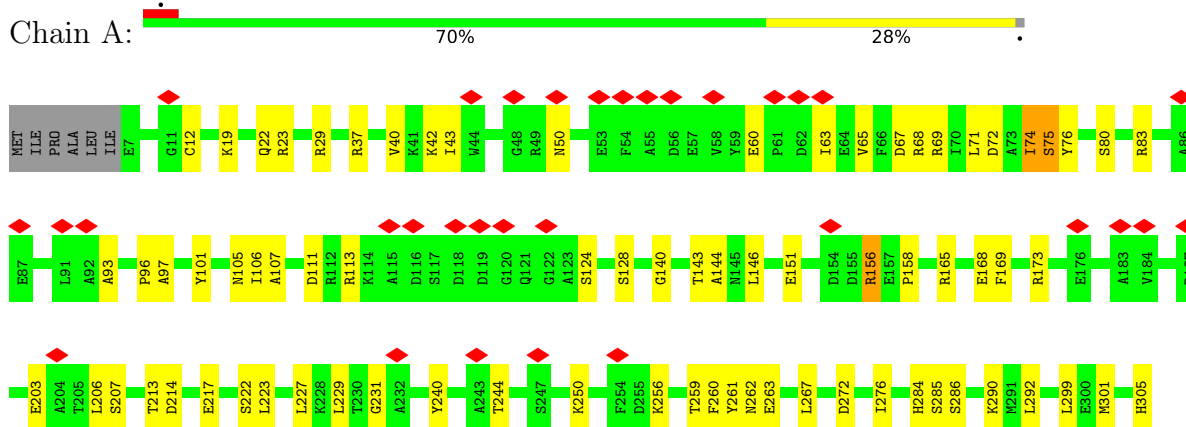 Chain A:
70% 28%
MET ILE PRO ALA LEU ILE E7 G11 C12 K19 Q22 R23 R29 R37 V40 K41 K42 I43 W44 G48 R49 N50 E53 F54 A55 D56 E57 V58 Y59 E60 P61 D62 I63 E64 V65 F66 D67 R68 R69 I70 L71 D72 A73 I74 S75 Y76 S80 R83 A86
E87 L91 A92 A93 P96 A97 Y101 N105 I106 A107 D111 R112 R113 K114 A115 D116 S117 D118 D119 G120 Q121 G122 A123 S124 S128 G140 T143 A144 N145 L146 E151 D154 D155 R156 E157 P158 R165 E168 F169 R173 E176 A183 V184
E203 A204 T205 L206 S207 T213 D214 E217 S222 L223 L227 K228 L229 T230 G231 A232 Y240 A243 T244 S247 K250 F254 D255 K256 T259 F260 Y261 N262 E263 L267 D272 I276 H284 S285 S286 K290 M291 L292 L299 E300 M301 H305